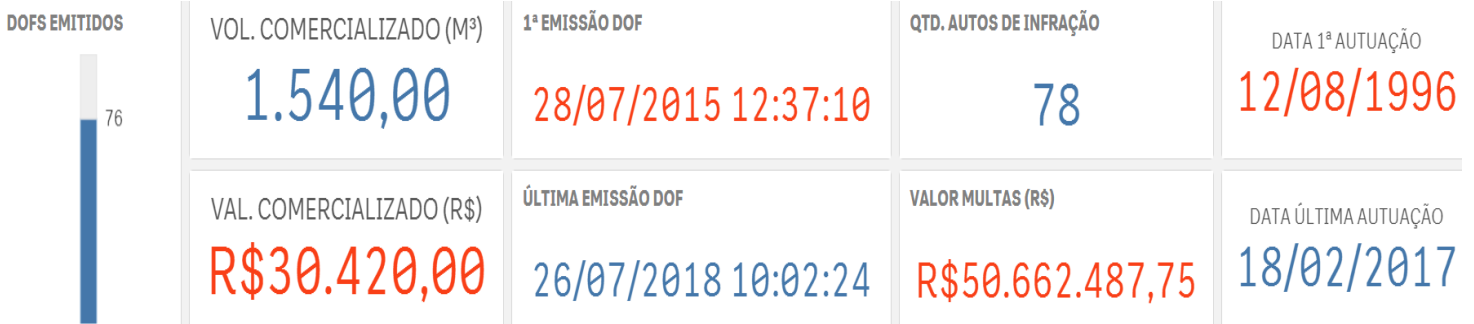 DOFS EMITIDOS
76
VOL. COMERCIALIZADO (M³)
1.540,00
1ª EMISSÃO DOF
28/07/2015 12:37:10
QTD. AUTOS DE INFRAÇÃO
78
DATA 1ª AUTUAÇÃO
12/08/1996
VAL. COMERCIALIZADO (R$)
R$30.420,00
ÚLTIMA EMISSÃO DOF
26/07/2018 10:02:24
VALOR MULTAS (R$)
R$50.662.487,75
DATA ÚLTIMA AUTUAÇÃO
18/02/2017